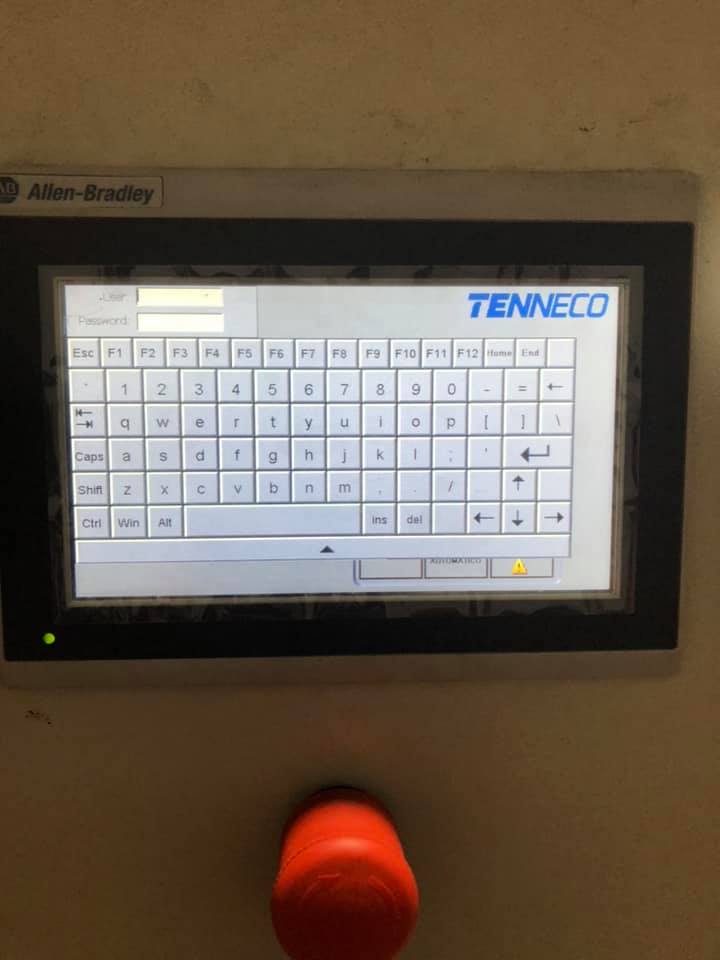 AB Allen-Bradley
User:
TENNECO
Password:
Esc F1 F2 F3 F4 F5 F6 F7 F8 F9 F10 F11 F12 Home End
` 1 2 3 4 5 6 7 8 9 0 - = ←
q w e r t y u i o p [ ] \
Caps a s d f g h j k l ; '
Shift z x c v b n m , . / ↑
Ctrl Win Alt ins del ← ↓ →
AUTOMATICO